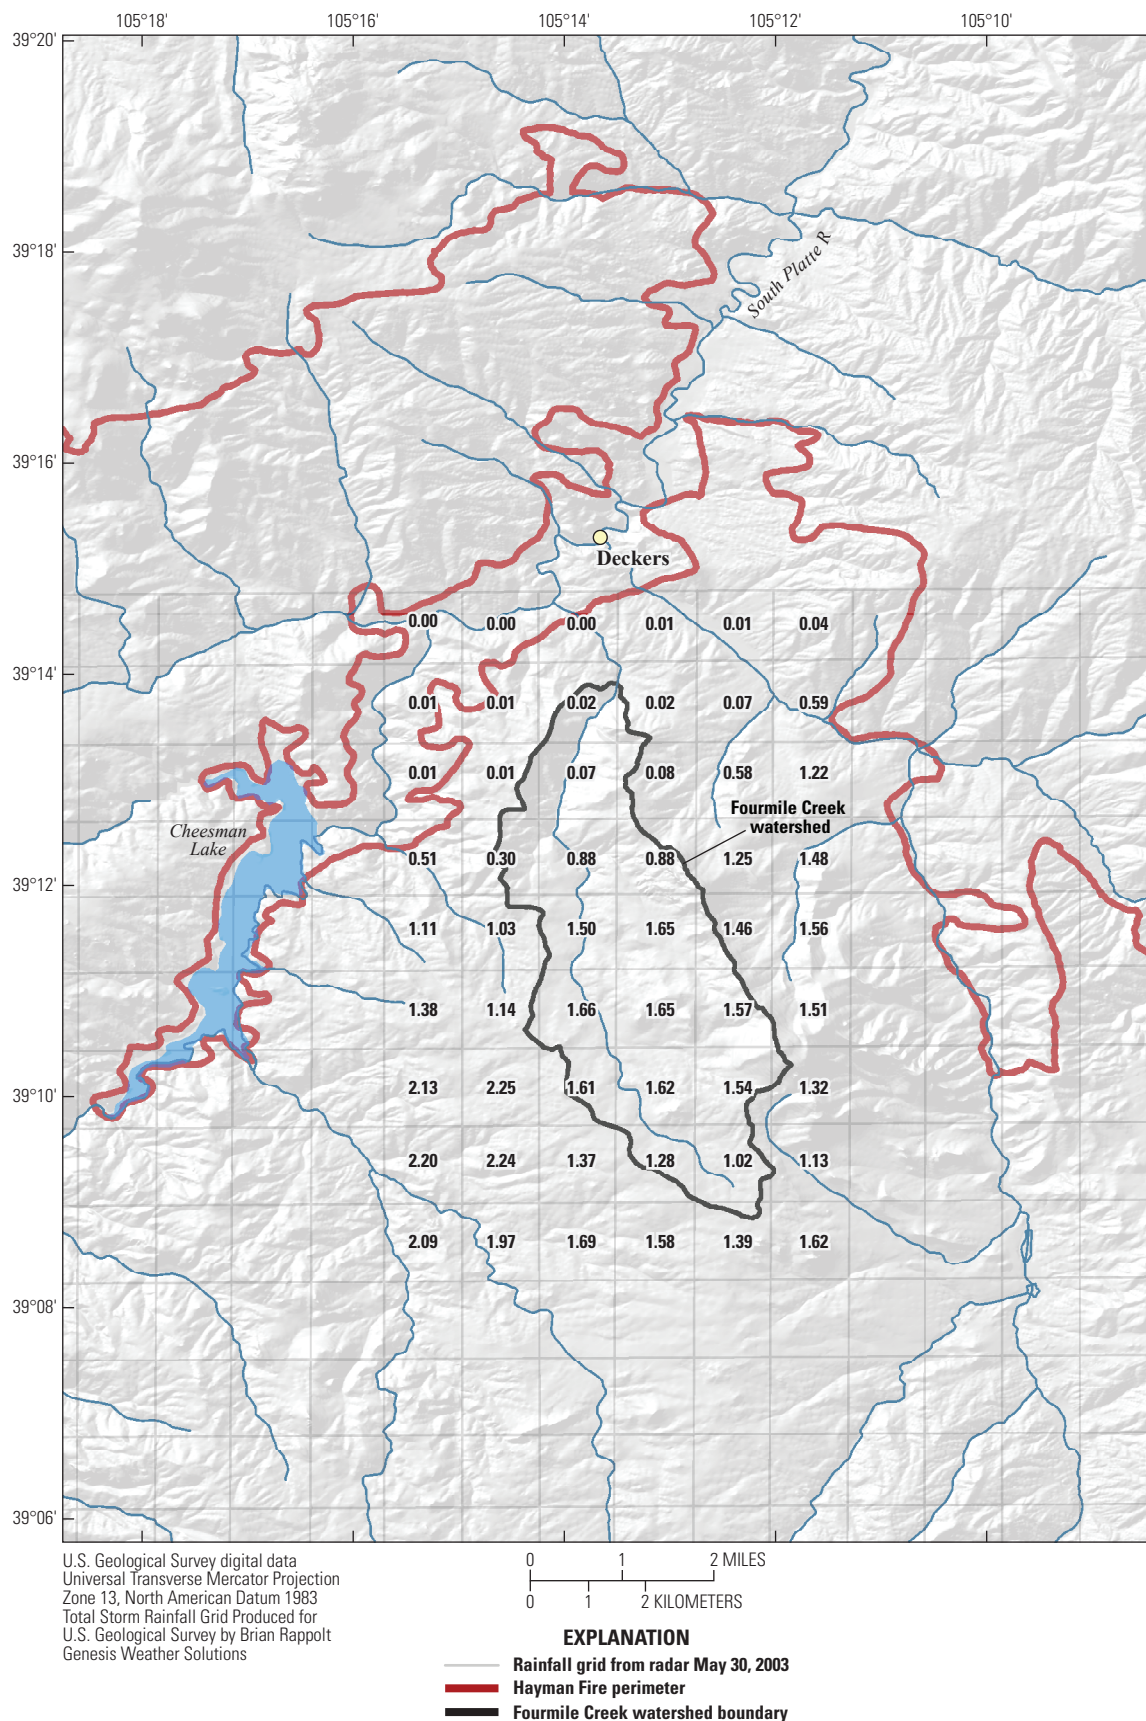 105°18' 105°16' 105°14' 105°12' 105°10'
39°20'
39°18'
South Platte R
39°16'
Deckers
0.00 0.00 0.00 0.01 0.01 0.04
39°14'
0.01 0.01 0.02 0.02 0.07 0.59
0.01 0.01 0.07 0.08 0.58 1.22
Fourmile Creek
watershed
Cheesman
Lake
0.51 0.30 0.88 0.88 1.25 1.48
39°12'
1.11 1.03 1.50 1.65 1.46 1.56
1.38 1.14 1.66 1.65 1.57 1.51
39°10'
2.13 2.25 1.61 1.62 1.54 1.32
2.20 2.24 1.37 1.28 1.02 1.13
2.09 1.97 1.69 1.58 1.39 1.62
39°08'
39°06'
U.S. Geological Survey digital data
Universal Transverse Mercator Projection
Zone 13, North American Datum 1983
Total Storm Rainfall Grid Produced for
U.S. Geological Survey by Brian Rappolt
Genesis Weather Solutions
0 1 2 MILES
0 1 2 KILOMETERS
EXPLANATION
Rainfall grid from radar May 30, 2003
Hayman Fire perimeter
Fourmile Creek watershed boundary